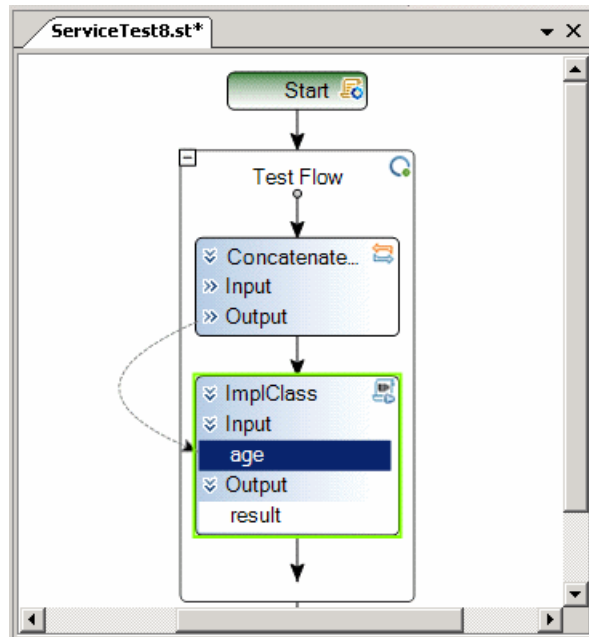 ServiceTest8.st*
Start
Test Flow
Concatenate...
Input
Output
ImplClass
Input
age
Output
result